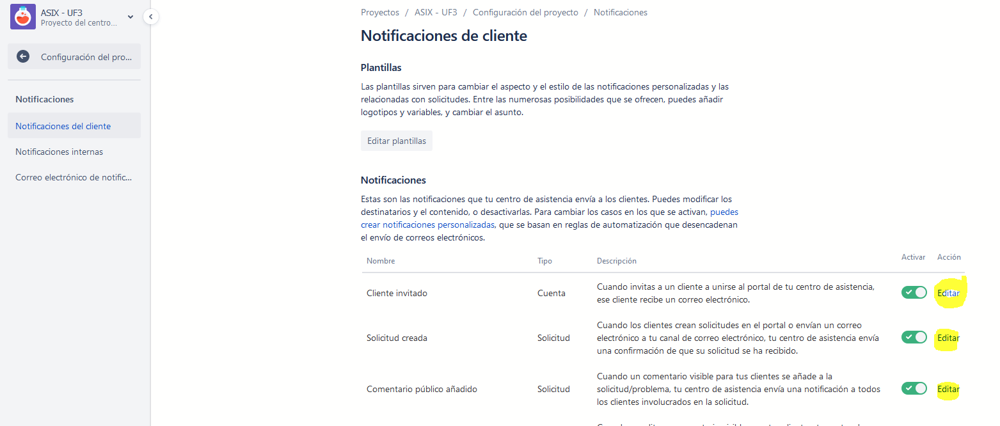 ASIX - UF3
Proyecto del centro...
Configuración del pro...
Notificaciones
Notificaciones del cliente
Notificaciones internas
Correo electrónico de notific...
Proyectos / ASIX - UF3 / Configuración del proyecto / Notificaciones
Notificaciones de cliente
Plantillas
Las plantillas sirven para cambiar el aspecto y el estilo de las notificaciones personalizadas y las
relacionadas con solicitudes. Entre las numerosas posibilidades que se ofrecen, puedes añadir
logotipos y variables, y cambiar el asunto.
Editar plantillas
Notificaciones
Estas son las notificaciones que tu centro de asistencia envía a los clientes. Puedes modificar los
destinatarios y el contenido, o desactivarlas. Para cambiar los casos en los que se activan, puedes
crear notificaciones personalizadas, que se basan en reglas de automatización que desencadenan
el envío de correos electrónicos.
Nombre Tipo Descripción Activar Acción
Cliente invitado Cuenta Cuando invitas a un cliente a unirse al portal de tu centro de asistencia,
ese cliente recibe un correo electrónico.
Editar
Solicitud creada Solicitud Cuando los clientes crean solicitudes en el portal o envían un correo
electrónico a tu canal de correo electrónico, tu centro de asistencia envía
una confirmación de que su solicitud se ha recibido.
Editar
Comentario público añadido Solicitud Cuando un comentario visible para tus clientes se añade a la
solicitud/problema, tu centro de asistencia envía una notificación a todos
los clientes involucrados en la solicitud.
Editar